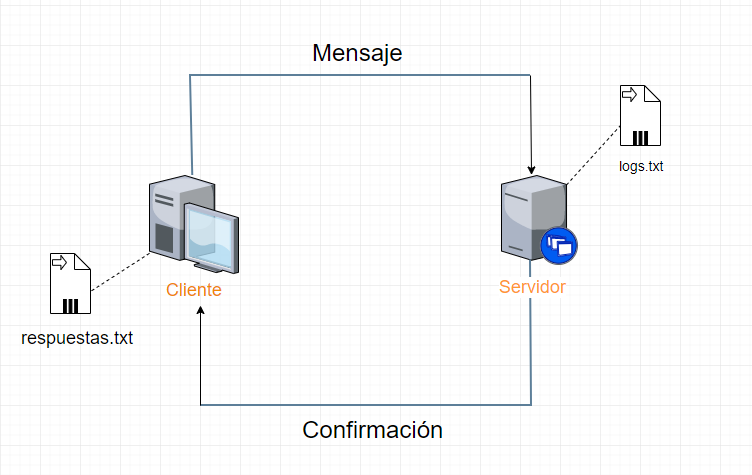 Mensaje
logs.txt
Cliente
Servidor
respuestas.txt
Confirmación